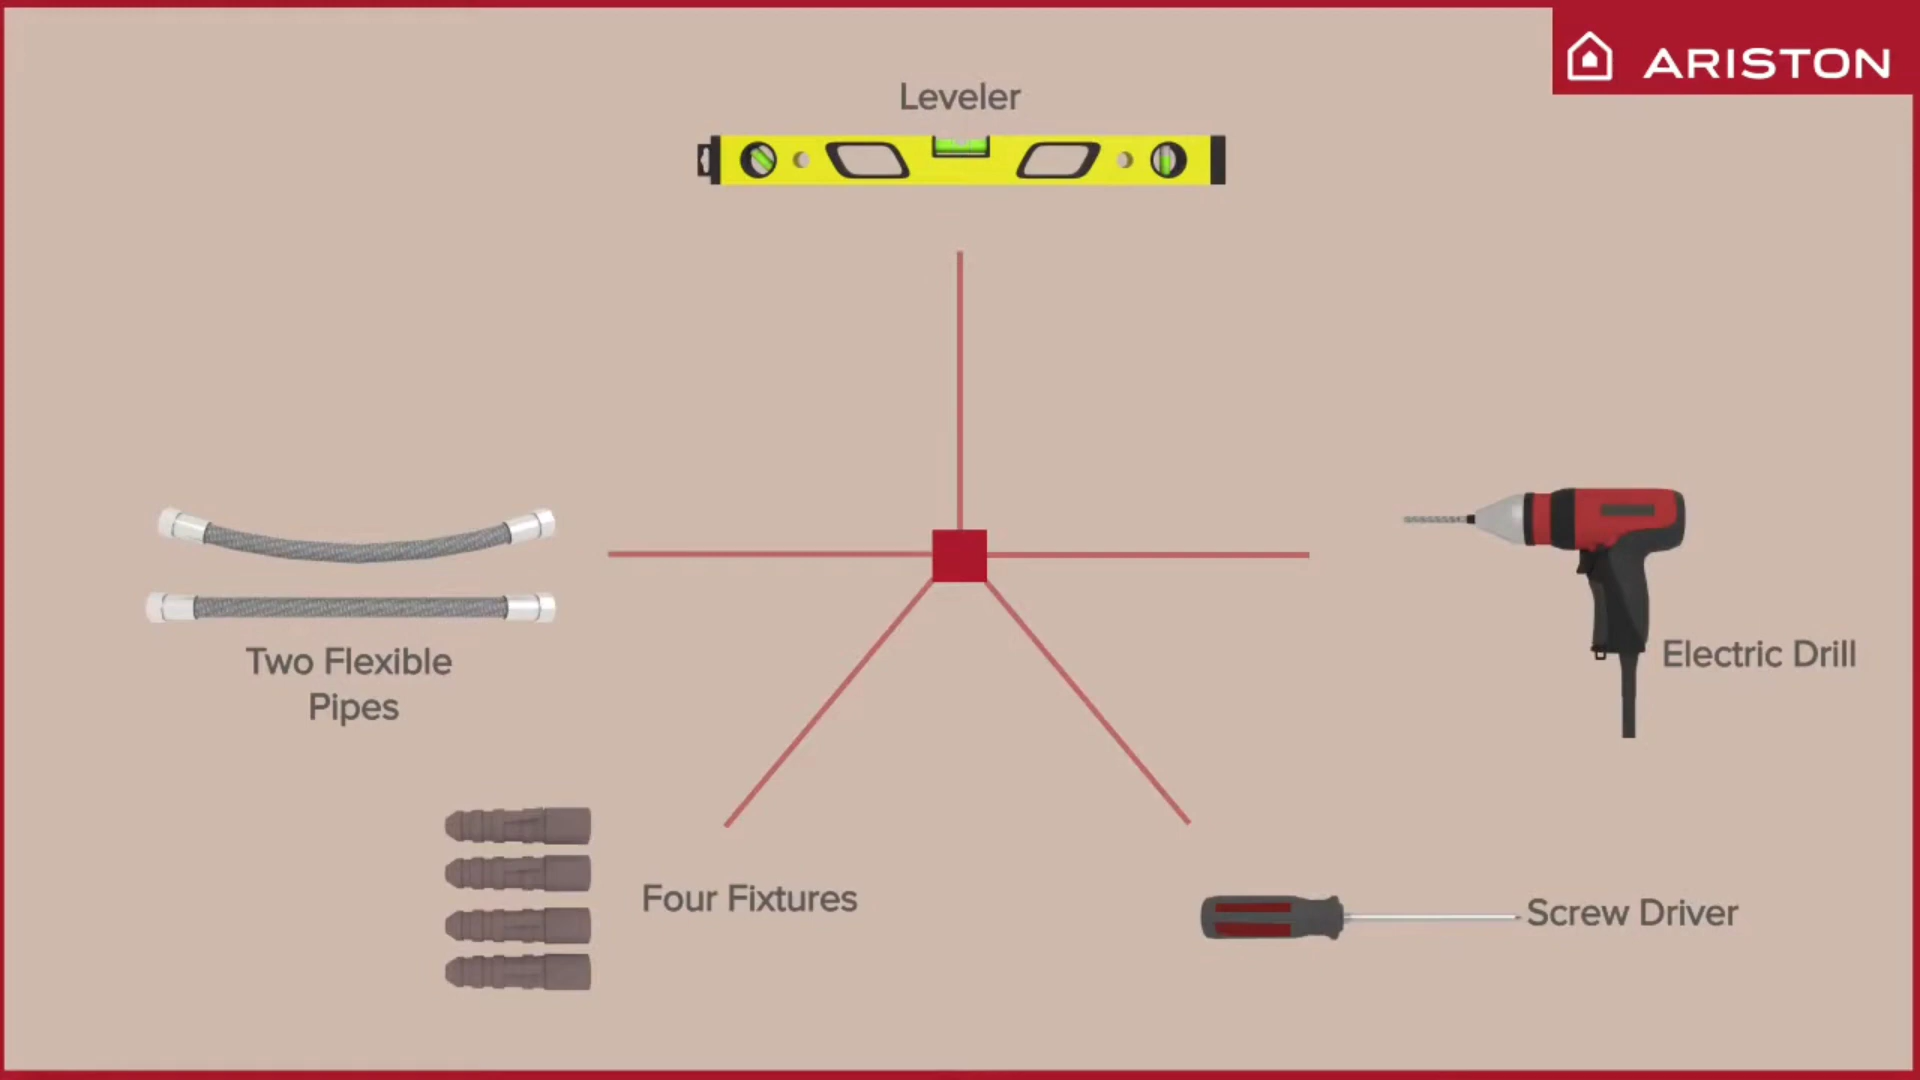 ARISTON
Leveler
Two Flexible
Pipes
Electric Drill
Four Fixtures
Screw Driver